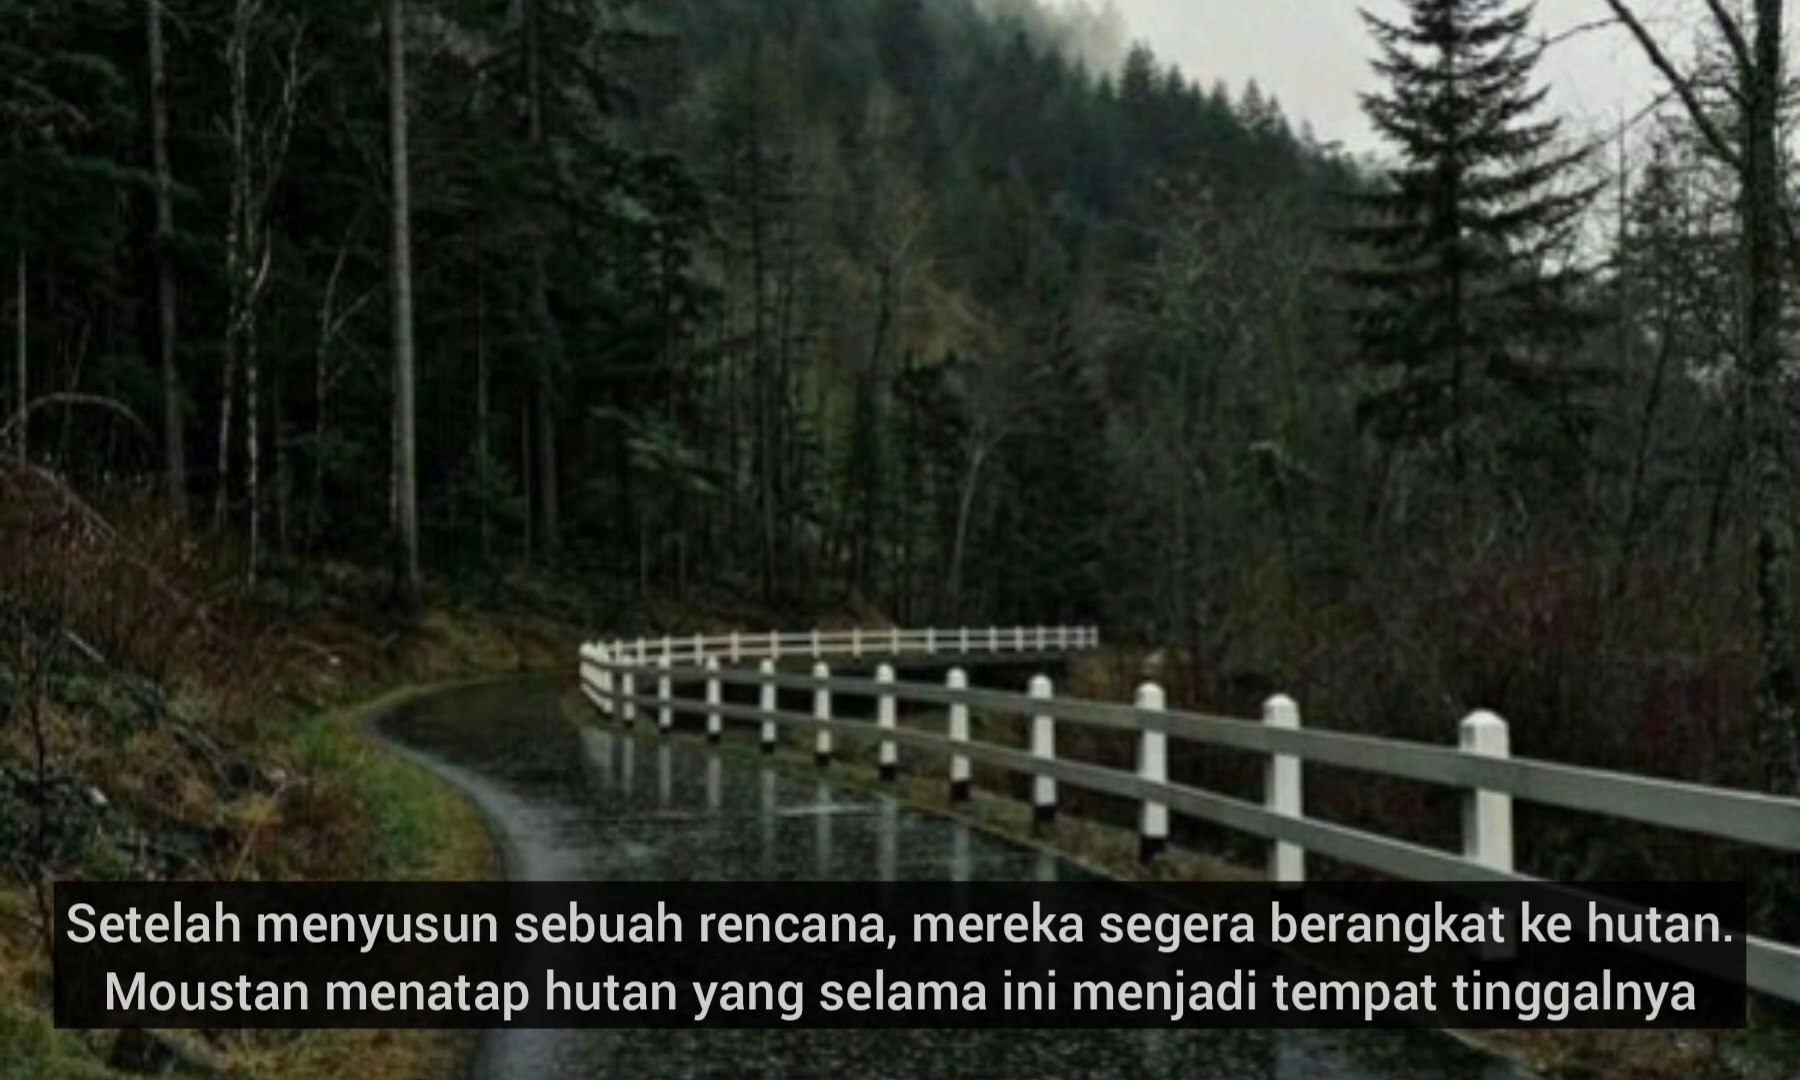 Setelah menyusun sebuah rencana, mereka segera berangkat ke hutan.
Moustan menatap hutan yang selama ini menjadi tempat tinggalnya